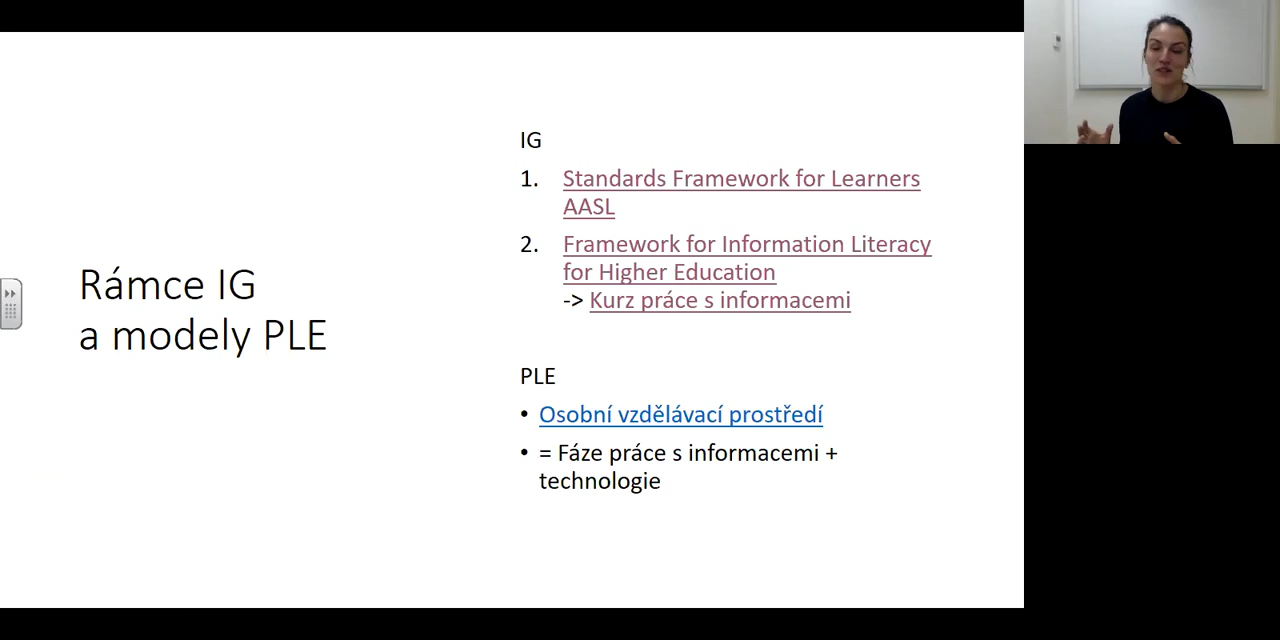 Rámce IG
a modely PLE
IG
1. Standards Framework for Learners
AASL
2. Framework for Information Literacy
for Higher Education
-> Kurz práce s informacemi
PLE
• Osobní vzdělávací prostředí
• = Fáze práce s informacemi +
technologie